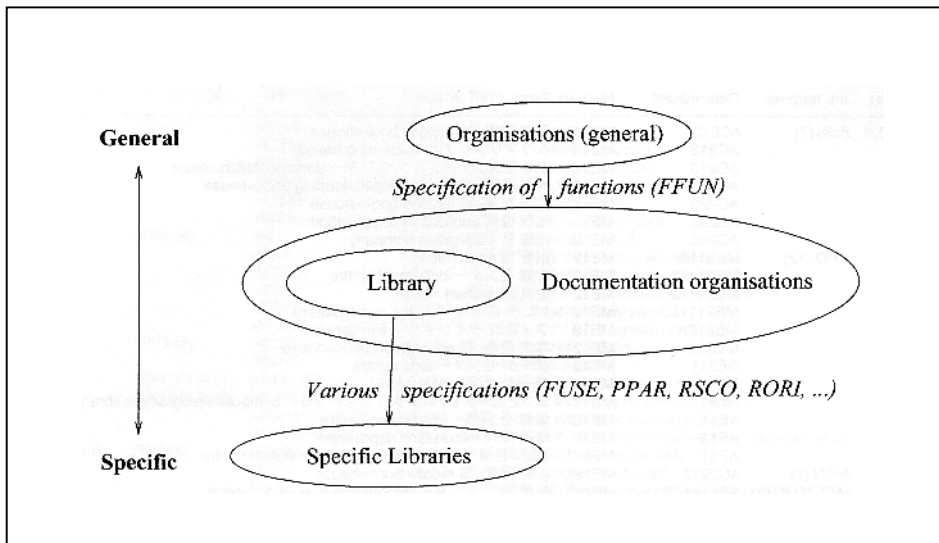 General
Organisations (general)
Specification of functions (FFUN)
Library
Documentation organisations
Various specifications (FUSE, PPAR, RSCO, RORI, ...)
Specific
Specific Libraries